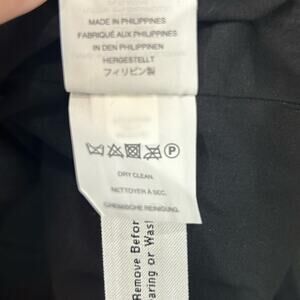 MADE IN PHILIPPINES
FABRIQUÉ AUX PHILIPPINES
IN DEN PHILIPPINEN
HERGESTELLT
フィリピン製
P
DRY CLEAN.
NETTOYER À SEC.
CHEMISCHE REINIGUNG.
Remove Befor
aring or Was!